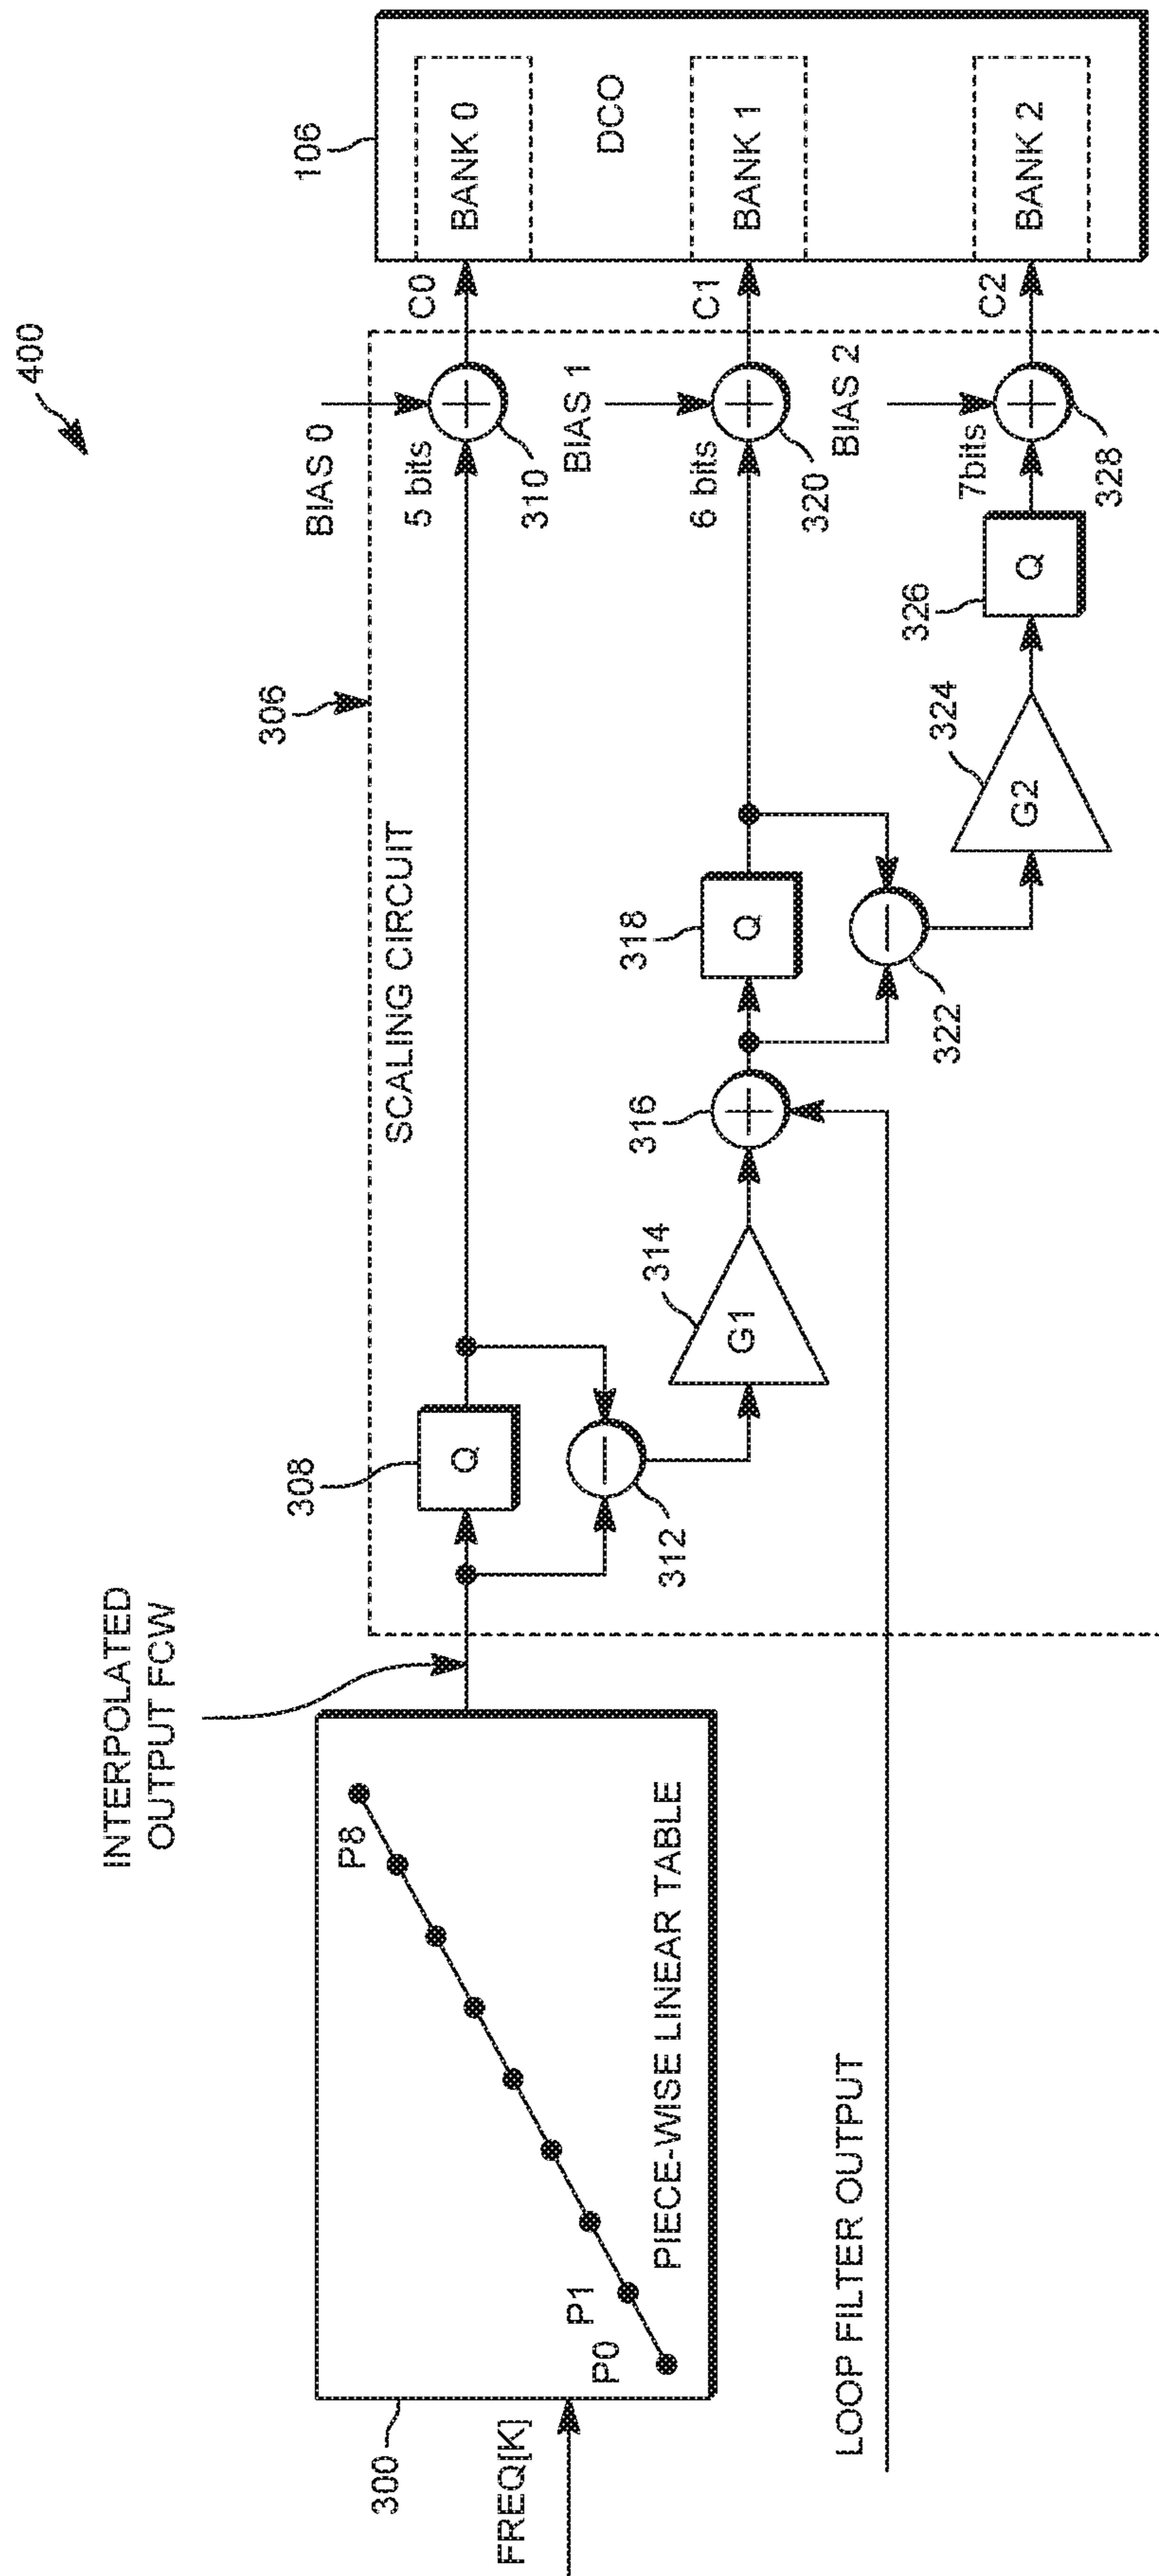 400
INTERPOLATED
OUTPUT FCW
306
SCALING CIRCUIT
106
DCO
BANK 0
BANK 1
BANK 2
C0
C1
C2
BIAS 0
5 bits
310
BIAS 1
6 bits
320
BIAS 2
7bits
328
308
Q
312
314
G1
316
318
Q
322
324
G2
326
Q
300
FREQ[K]
P0
P1
P8
PIECE-WISE LINEAR TABLE
LOOP FILTER OUTPUT